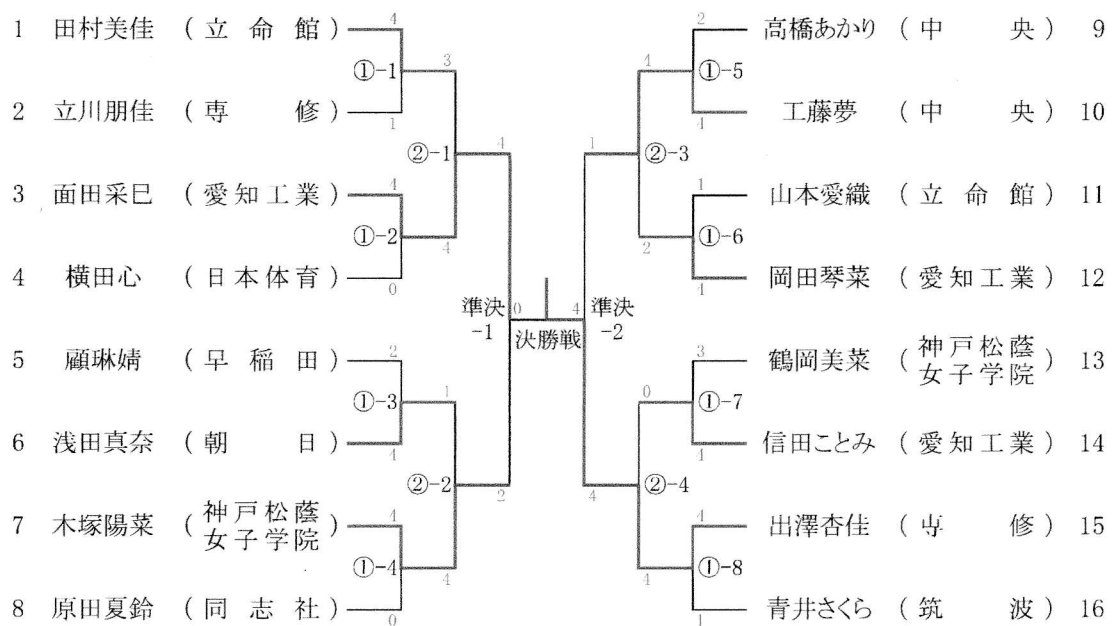 1 田村美佳 (立命館) 4
2 立川朋佳 (専修) 1
①-1 3
3 面田采巳 (愛知工業) 4
4 横田心 (日本体育) 0
①-2 4
②-1 4
5 顧琳婧 (早稲田) 2
6 浅田真奈 (朝日) 4
①-3 1
7 木塚陽菜 (神戸松蔭女子学院) 4
8 原田夏鈴 (同志社) 0
①-4 4
②-2 2
準決-1 0
決勝戦
4 準決-2
2 高橋あかり (中央) 9
4 工藤夢 (中央) 10
4 ①-5
1 山本愛織 (立命館) 11
4 岡田琴菜 (愛知工業) 12
2 ①-6
1 ②-3
3 鶴岡美菜 (神戸松蔭女子学院) 13
4 信田ことみ (愛知工業) 14
0 ①-7
4 出澤杏佳 (専修) 15
1 青井さくら (筑波) 16
4 ①-8
4 ②-4